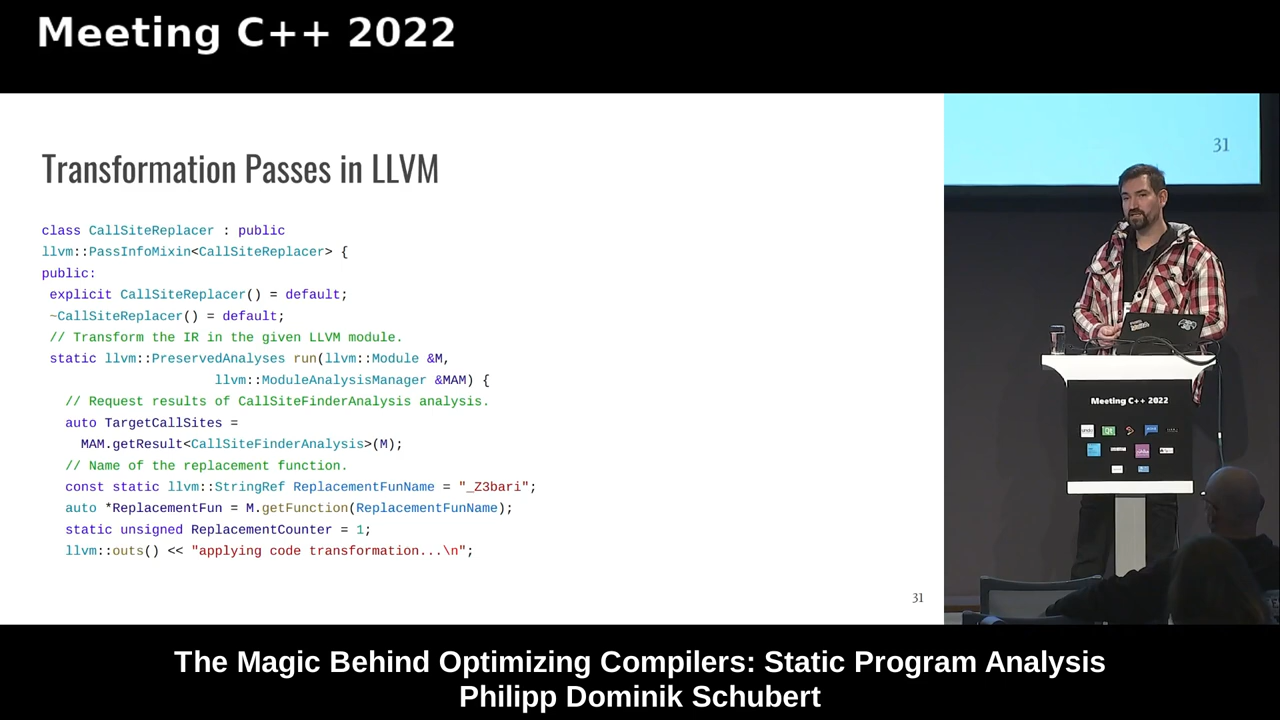 Meeting C++ 2022
Transformation Passes in LLVM
class CallSiteReplacer : public
llvm::PassInfoMixin<CallSiteReplacer> {
public:
explicit CallSiteReplacer() = default;
~CallSiteReplacer() = default;
// Transform the IR in the given LLVM module.
static llvm::PreservedAnalyses run(llvm::Module &M,
llvm::ModuleAnalysisManager &MAM) {
// Request results of CallSiteFinderAnalysis analysis.
auto TargetCallSites =
MAM.getResult<CallSiteFinderAnalysis>(M);
// Name of the replacement function.
const static llvm::StringRef ReplacementFunName = "_Z3bari";
auto *ReplacementFun = M.getFunction(ReplacementFunName);
static unsigned ReplacementCounter = 1;
llvm::outs() << "applying code transformation...\n";
31
31
Meeting C++ 2022
The Magic Behind Optimizing Compilers: Static Program Analysis
Philipp Dominik Schubert